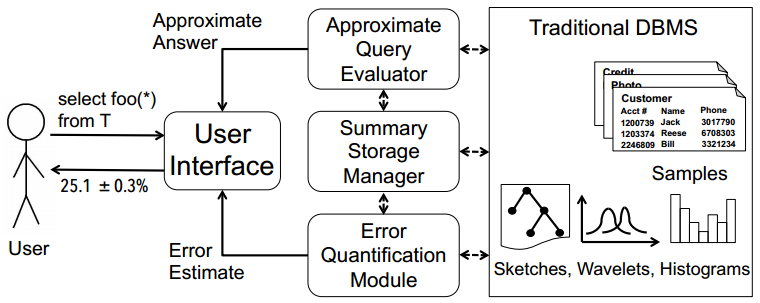 Approximate
Answer
Approximate
Query
Evaluator
Traditional DBMS
Credit
Photo
Customer
Acct # Name Phone
1200739 Jack 3017790
1203374 Reese 6708303
2246809 Bill 3321234
Samples
select foo(*)
from T
User
Interface
Summary
Storage
Manager
25.1 ±0.3%
User
Error
Estimate
Error
Quantification
Module
Sketches, Wavelets, Histograms